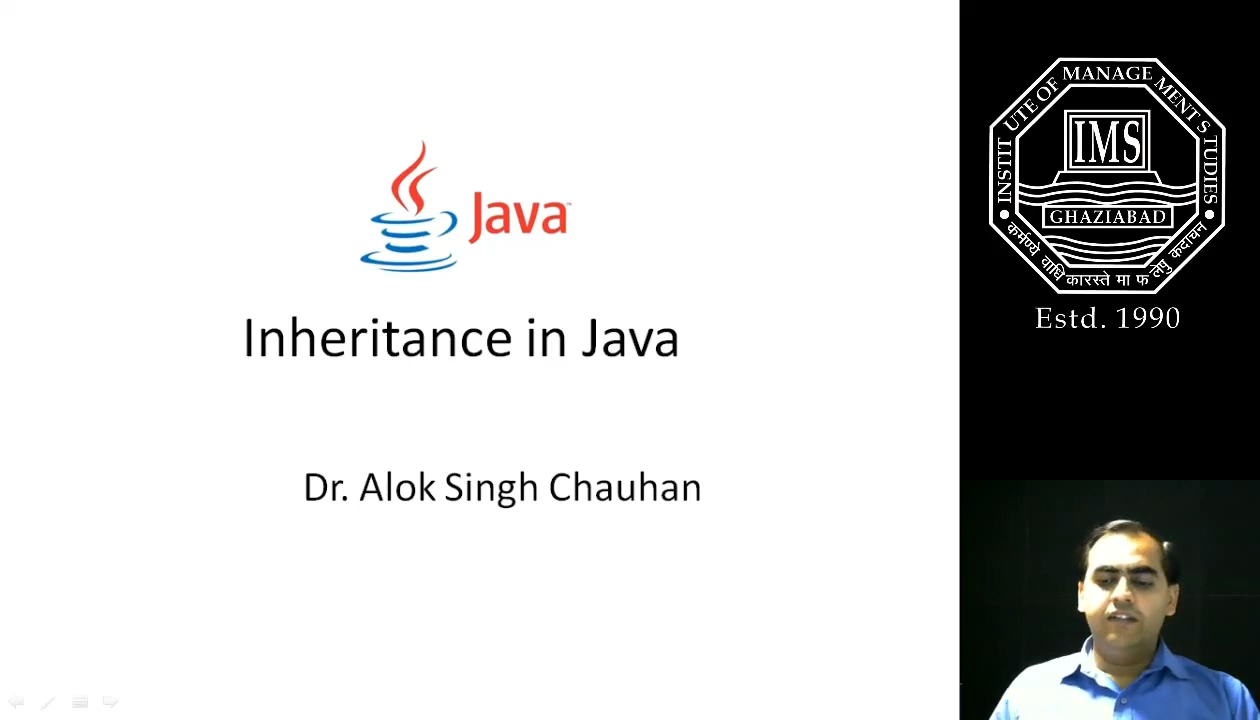 Java™
Inheritance in Java
Dr. Alok Singh Chauhan
INSTITUTE OF MANAGEMENT STUDIES
IMS
GHAZIABAD
कर्मण्ये वाधिकारस्ते मा फलेषु कदाचन
Estd. 1990